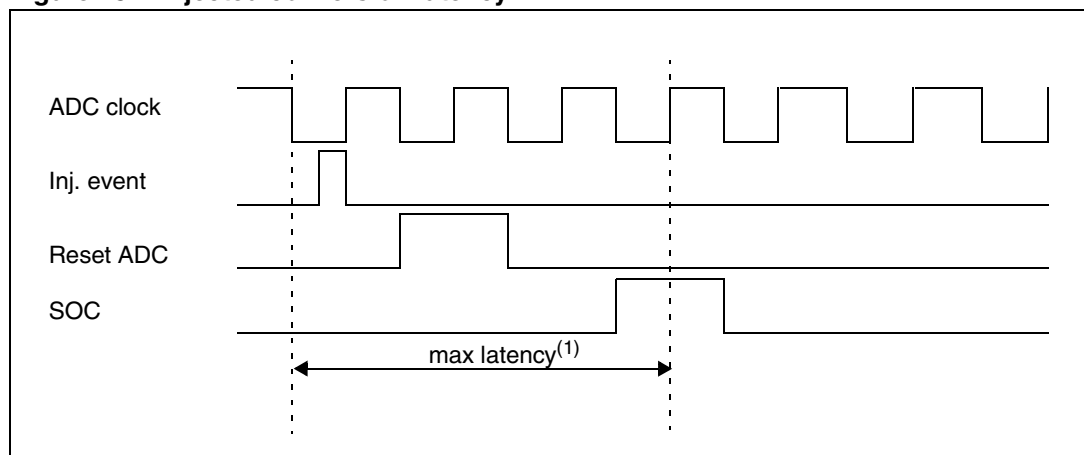 ADC clock
Inj. event
Reset ADC
SOC
max latency(1)